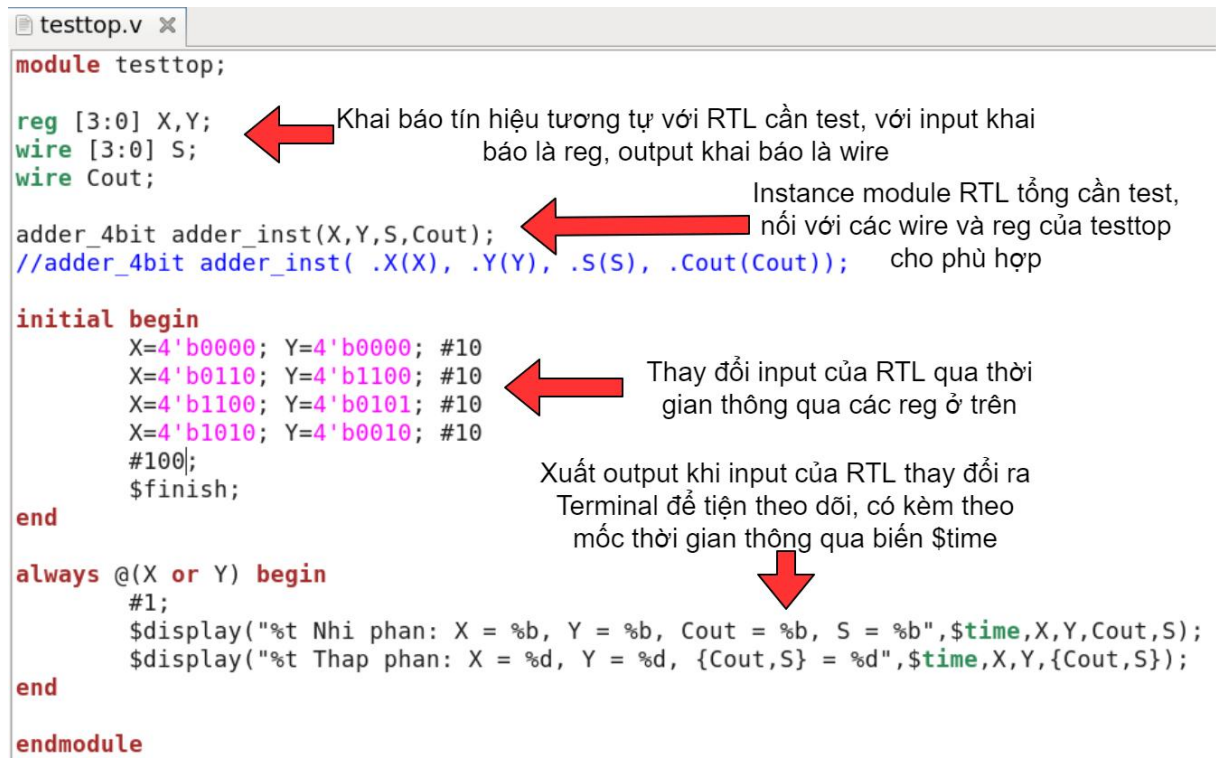 testtop.v
module testtop;
reg [3:0] X,Y;
wire [3:0] S;
wire Cout;
Khai báo tín hiệu tương tự với RTL cần test, với input khai
báo là reg, output khai báo là wire
Instance module RTL tổng cần test,
nối với các wire và reg của testtop
cho phù hợp
adder_4bit adder_inst(X,Y,S,Cout);
//adder_4bit adder_inst( .X(X), .Y(Y), .S(S), .Cout(Cout));
initial begin
X=4'b0000; Y=4'b0000; #10
X=4'b0110; Y=4'b1100; #10
X=4'b1100; Y=4'b0101; #10
X=4'b1010; Y=4'b0010; #10
#100;
$finish;
end
Thay đổi input của RTL qua thời
gian thông qua các reg ở trên
Xuất output khi input của RTL thay đổi ra
Terminal để tiện theo dõi, có kèm theo
mốc thời gian thông qua biến $time
always @(X or Y) begin
#1;
$display("%t Nhi phan: X = %b, Y = %b, Cout = %b, S = %b",$time,X,Y,Cout,S);
$display("%t Thap phan: X = %d, Y = %d, {Cout,S} = %d",$time,X,Y,{Cout,S});
end
endmodule